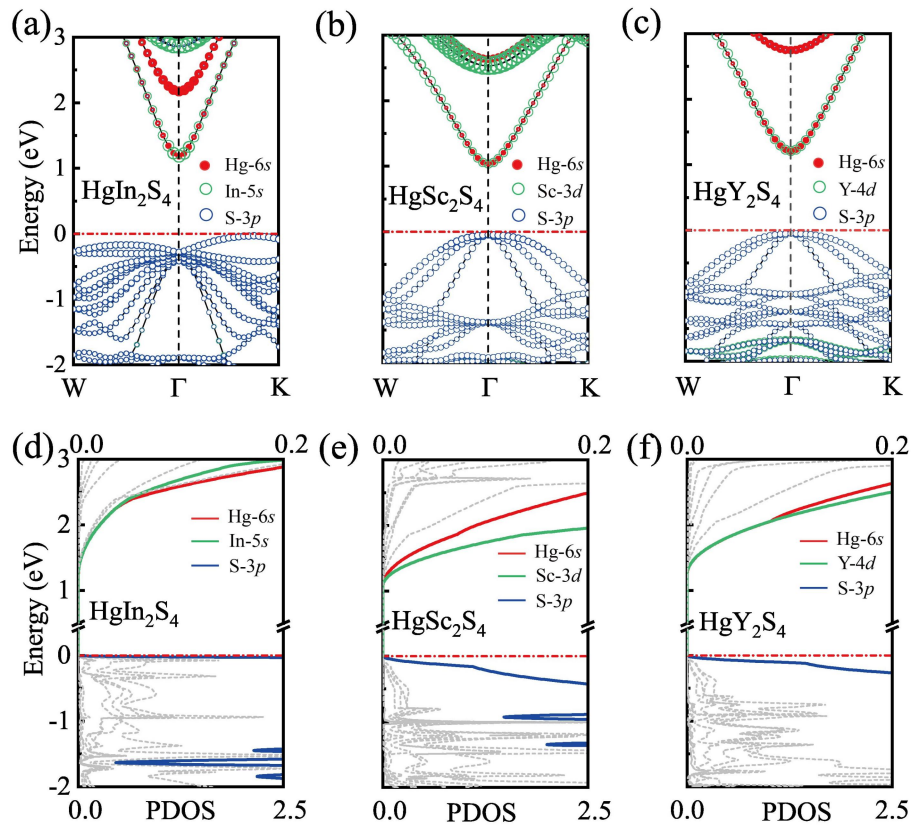 (a)
(b)
(c)
3
2
1
0
-1
-2
Energy (eV)
HgIn₂S₄
Hg-6s
In-5s
S-3p
HgSc₂S₄
Hg-6s
Sc-3d
S-3p
HgY₂S₄
Hg-6s
Y-4d
S-3p
W Γ K
W Γ K
W Γ K
(d) 0.0 0.2
(e) 0.0 0.2
(f) 0.0 0.2
3
2
1
0
-1
-2
Energy (eV)
Hg-6s
In-5s
S-3p
HgIn₂S₄
Hg-6s
Sc-3d
S-3p
HgSc₂S₄
Hg-6s
Y-4d
S-3p
HgY₂S₄
0.0 PDOS 2.5
0.0 PDOS 2.5
0.0 PDOS 2.5